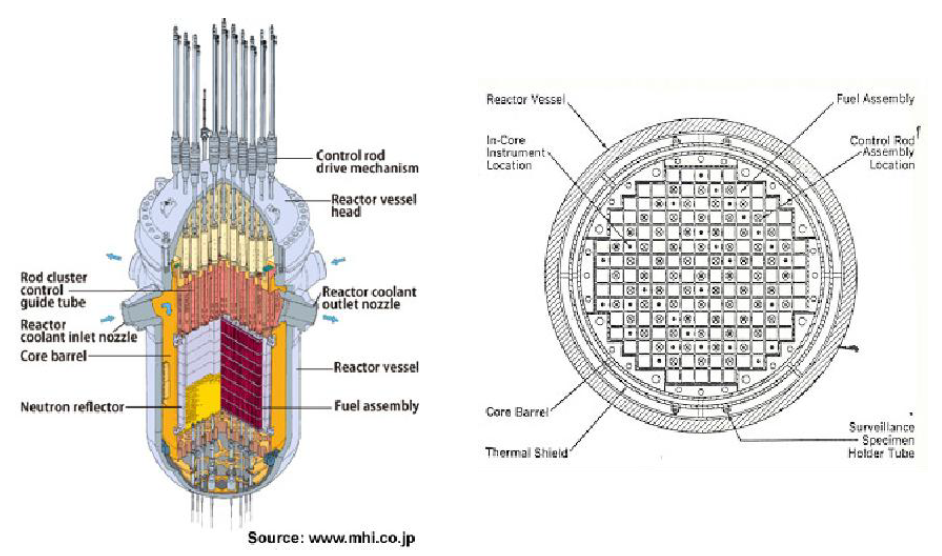 Control rod
drive mechanism
Reactor vessel
head
Rod cluster
control
guide tube
Reactor coolant
outlet nozzle
Reactor
coolant inlet nozzle
Core barrel
Reactor vessel
Neutron reflector
Fuel assembly
Source: www.mhi.co.jp
Reactor Vessel
Fuel Assembly
In-Core
Instrument
Location
Control Rod
Assembly
Location
Core Barrel
Thermal Shield
Surveillance
Specimen
Holder Tube